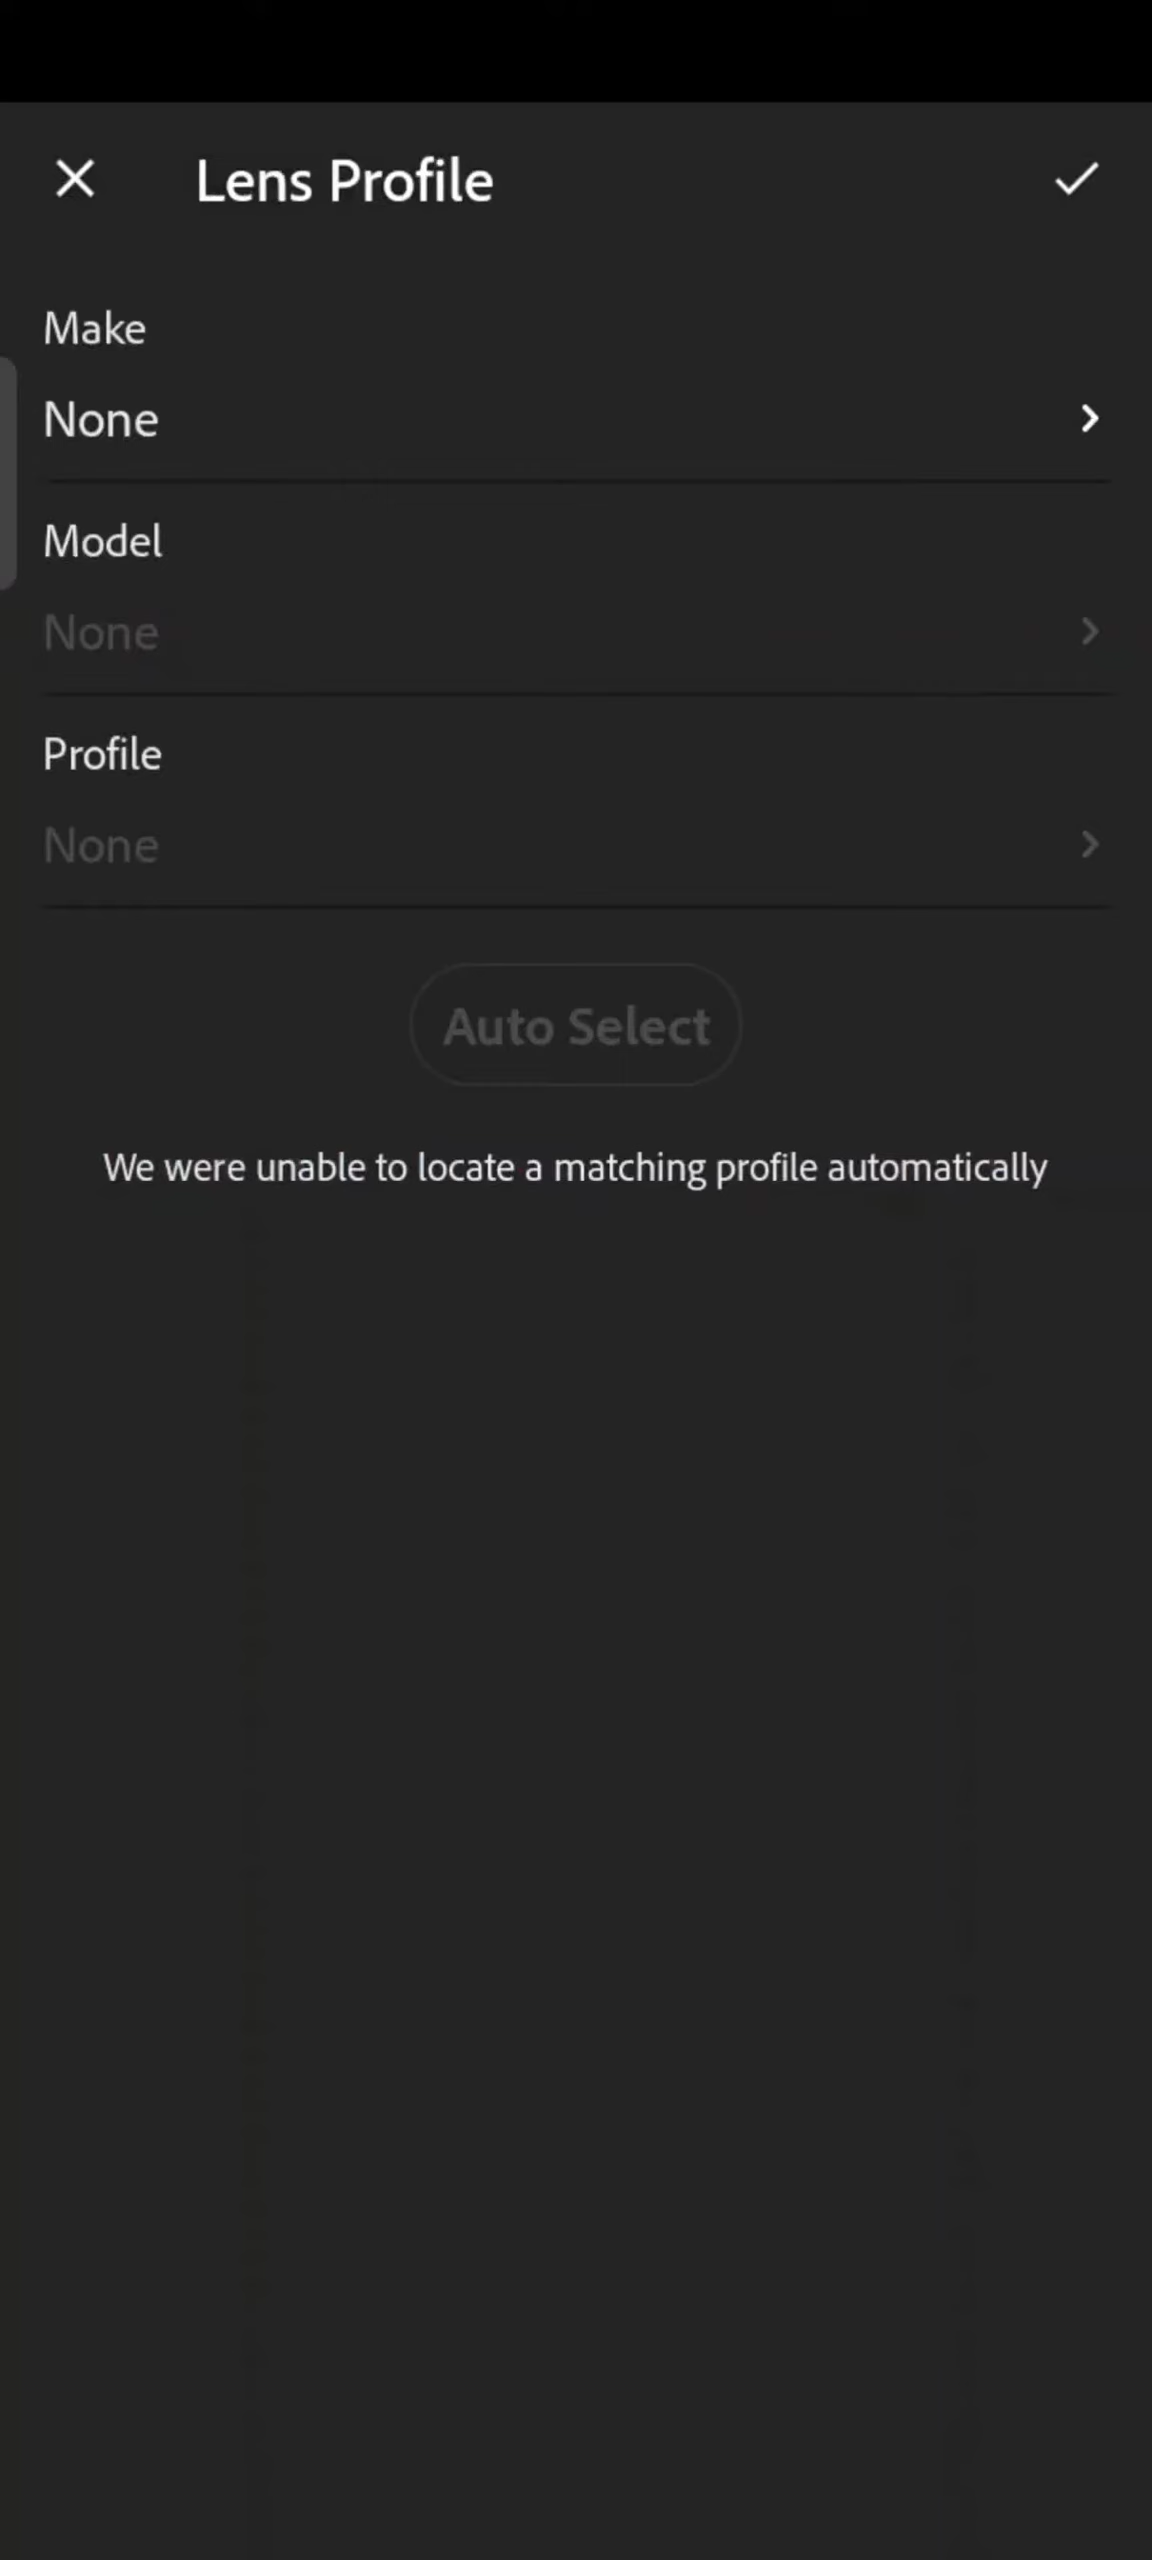 Lens Profile
Make
None
Model
None
Profile
None
Auto Select
We were unable to locate a matching profile automatically